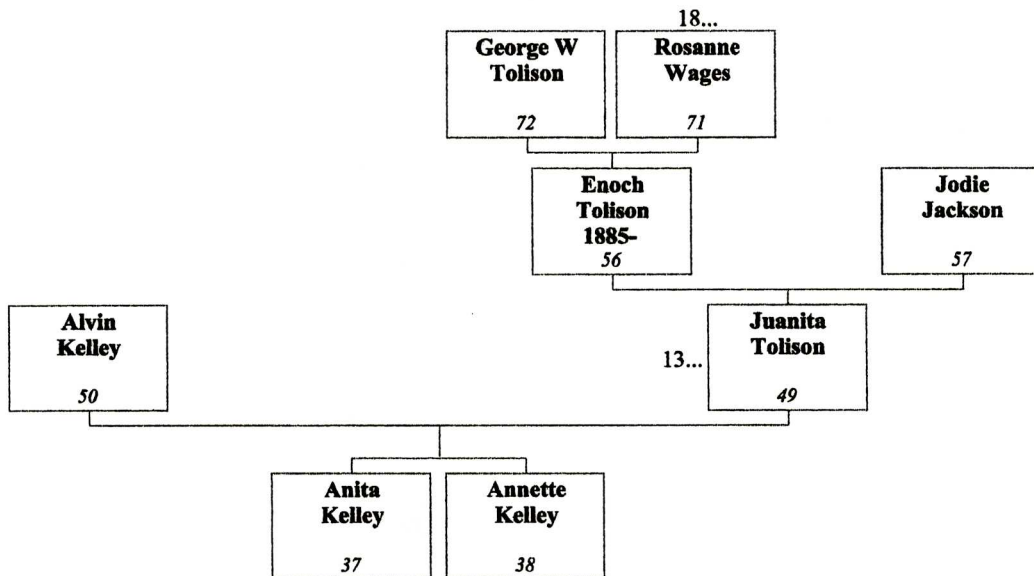 18...
George W
Tolison
72
Rosanne
Wages
71
Enoch
Tolison
1885-
56
Jodie
Jackson
57
Alvin
Kelley
50
13...
Juanita
Tolison
49
Anita
Kelley
37
Annette
Kelley
38